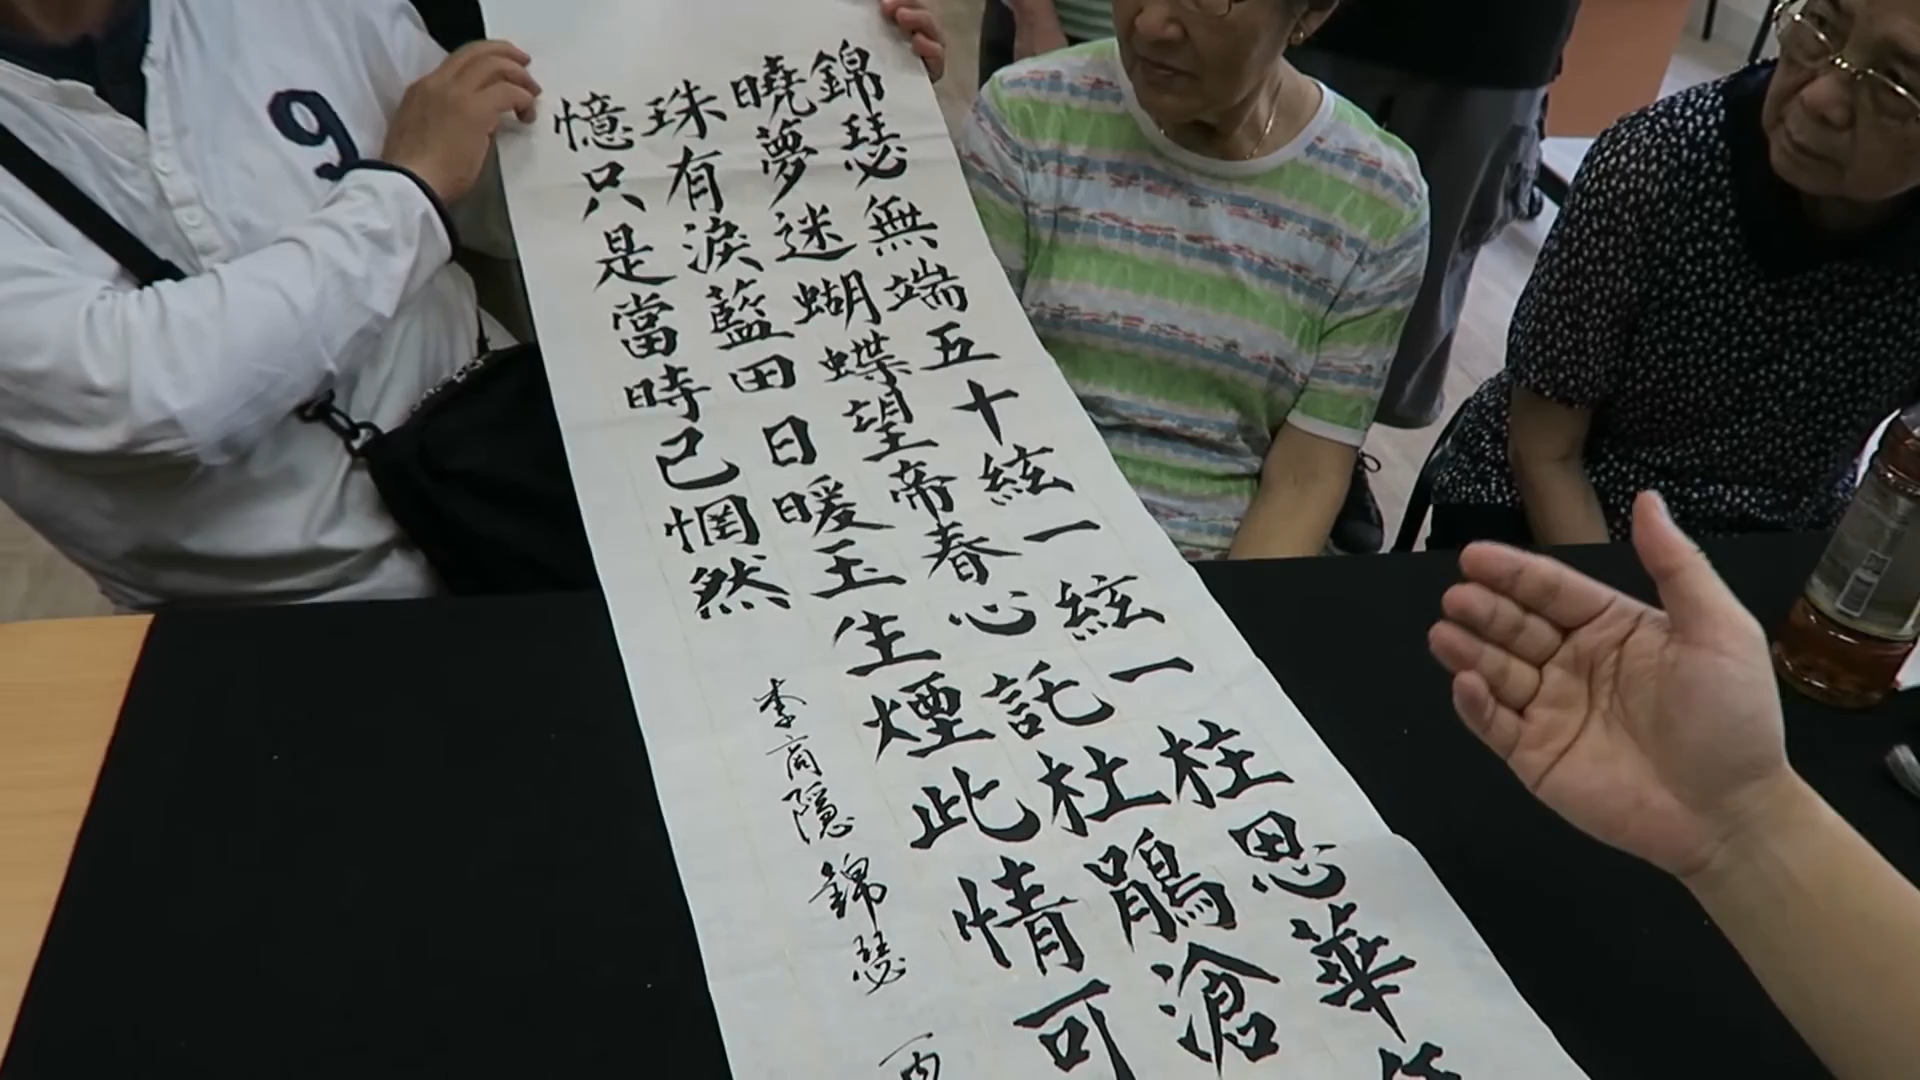 錦瑟無端五十絃一絃一柱思華
曉夢迷蝴蝶望帝春心託杜鵑滄
珠有淚藍田日暖玉生煙此情可
憶只是當時已惘然
李商隱錦瑟
9